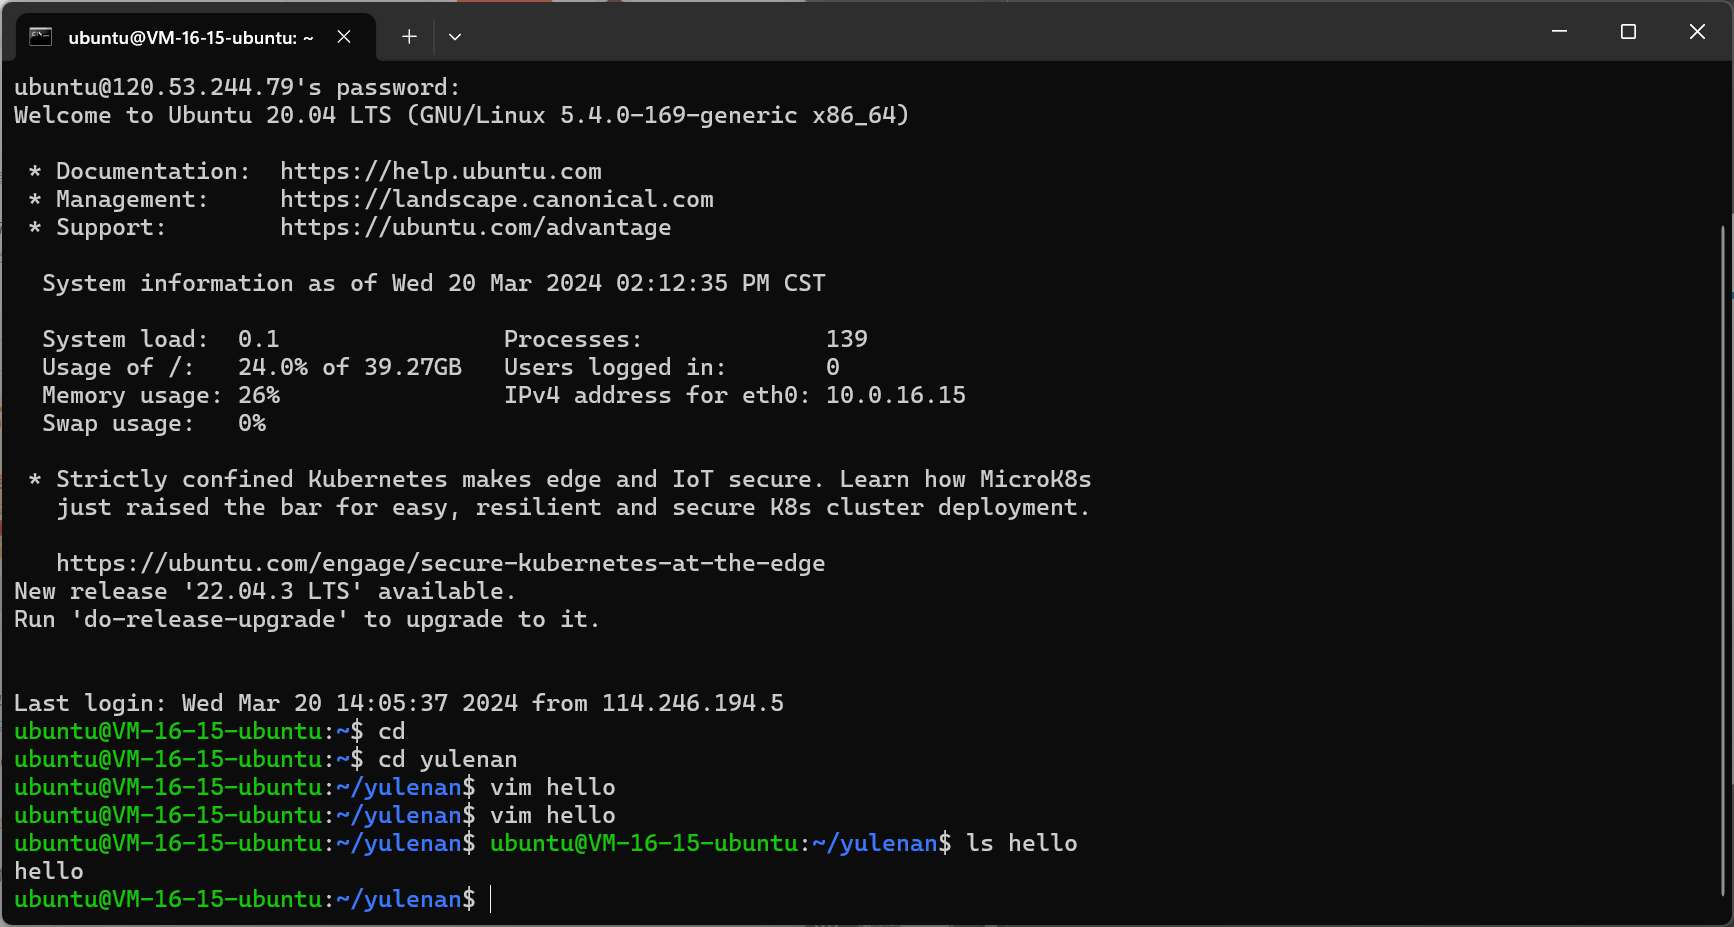 ubuntu@VM-16-15-ubuntu: ~
ubuntu@120.53.244.79's password:
Welcome to Ubuntu 20.04 LTS (GNU/Linux 5.4.0-169-generic x86_64)
* Documentation:  https://help.ubuntu.com
* Management:     https://landscape.canonical.com
* Support:        https://ubuntu.com/advantage
System information as of Wed 20 Mar 2024 02:12:35 PM CST
System load:  0.1                Processes:             139
Usage of /:   24.0% of 39.27GB   Users logged in:       0
Memory usage: 26%                IPv4 address for eth0: 10.0.16.15
Swap usage:   0%
* Strictly confined Kubernetes makes edge and IoT secure. Learn how MicroK8s
just raised the bar for easy, resilient and secure K8s cluster deployment.
https://ubuntu.com/engage/secure-kubernetes-at-the-edge
New release '22.04.3 LTS' available.
Run 'do-release-upgrade' to upgrade to it.
Last login: Wed Mar 20 14:05:37 2024 from 114.246.194.5
ubuntu@VM-16-15-ubuntu:~$ cd
ubuntu@VM-16-15-ubuntu:~$ cd yulenan
ubuntu@VM-16-15-ubuntu:~/yulenan$ vim hello
ubuntu@VM-16-15-ubuntu:~/yulenan$ vim hello
ubuntu@VM-16-15-ubuntu:~/yulenan$ ubuntu@VM-16-15-ubuntu:~/yulenan$ ls hello
hello
ubuntu@VM-16-15-ubuntu:~/yulenan$